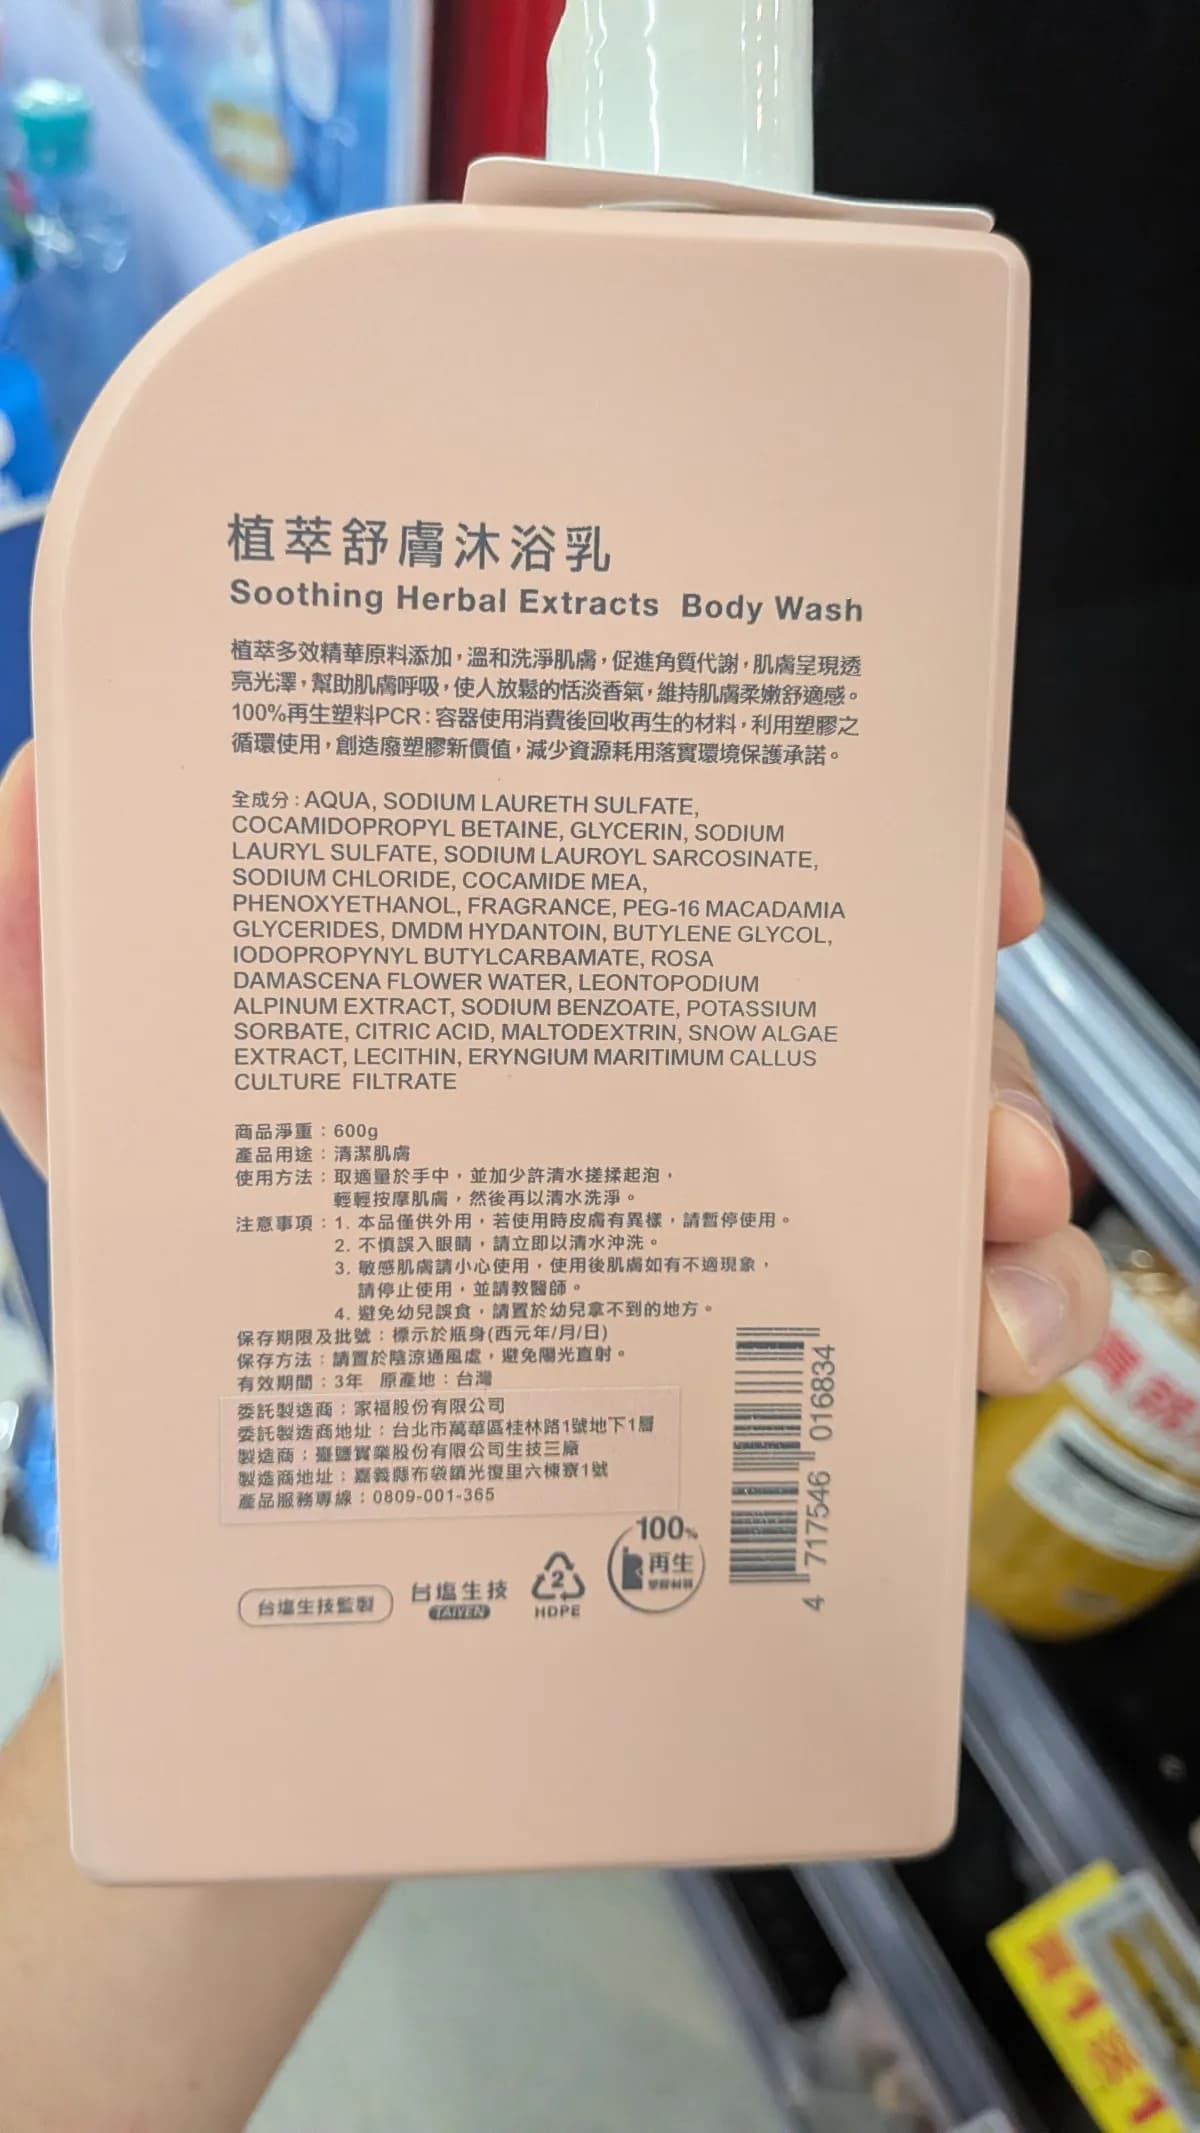 植萃舒膚沐浴乳
Soothing Herbal Extracts Body Wash
植萃多效精華原料添加，溫和洗淨肌膚，促進角質代謝，肌膚呈現透
亮光澤，幫助肌膚呼吸，使人放鬆的恬淡香氣，維持肌膚柔嫩舒適感。
100%再生塑料PCR：容器使用消費後回收再生的材料，利用塑膠之
循環使用，創造廢塑膠新價值，減少資源耗用落實環境保護承諾。
全成分：AQUA, SODIUM LAURETH SULFATE,
COCAMIDOPROPYL BETAINE, GLYCERIN, SODIUM
LAURYL SULFATE, SODIUM LAUROYL SARCOSINATE,
SODIUM CHLORIDE, COCAMIDE MEA,
PHENOXYETHANOL, FRAGRANCE, PEG-16 MACADAMIA
GLYCERIDES, DMDM HYDANTOIN, BUTYLENE GLYCOL,
IODOPROPYNYL BUTYLCARBAMATE, ROSA
DAMASCENA FLOWER WATER, LEONTOPODIUM
ALPINUM EXTRACT, SODIUM BENZOATE, POTASSIUM
SORBATE, CITRIC ACID, MALTODEXTRIN, SNOW ALGAE
EXTRACT, LECITHIN, ERYNGIUM MARITIMUM CALLUS
CULTURE FILTRATE
商品淨重：600g
產品用途：清潔肌膚
使用方法：取適量於手中，並加少許清水搓揉起泡，
輕輕按摩肌膚，然後再以清水洗淨。
注意事項：1. 本品僅供外用，若使用時皮膚有異樣，請暫停使用。
2. 不慎誤入眼睛，請立即以清水沖洗。
3. 敏感肌膚請小心使用，使用後肌膚如有不適現象，
請停止使用，並請教醫師。
4. 避免幼兒誤食，請置於幼兒拿不到的地方。
保存期限及批號：標示於瓶身(西元年/月/日)
保存方法：請置於陰涼通風處，避免陽光直射。
有效期間：3年 原產地：台灣
委託製造商：家福股份有限公司
委託製造商地址：台北市萬華區桂林路1號地下1層
製造商：臺鹽實業股份有限公司生技三廠
製造商地址：嘉義縣布袋鎮光復里六棟寮1號
產品服務專線：0809-001-365
台塩生技監製
台塩生技
TAIYEN
2
HDPE
100%
再生
4 717546 016834
買1送1